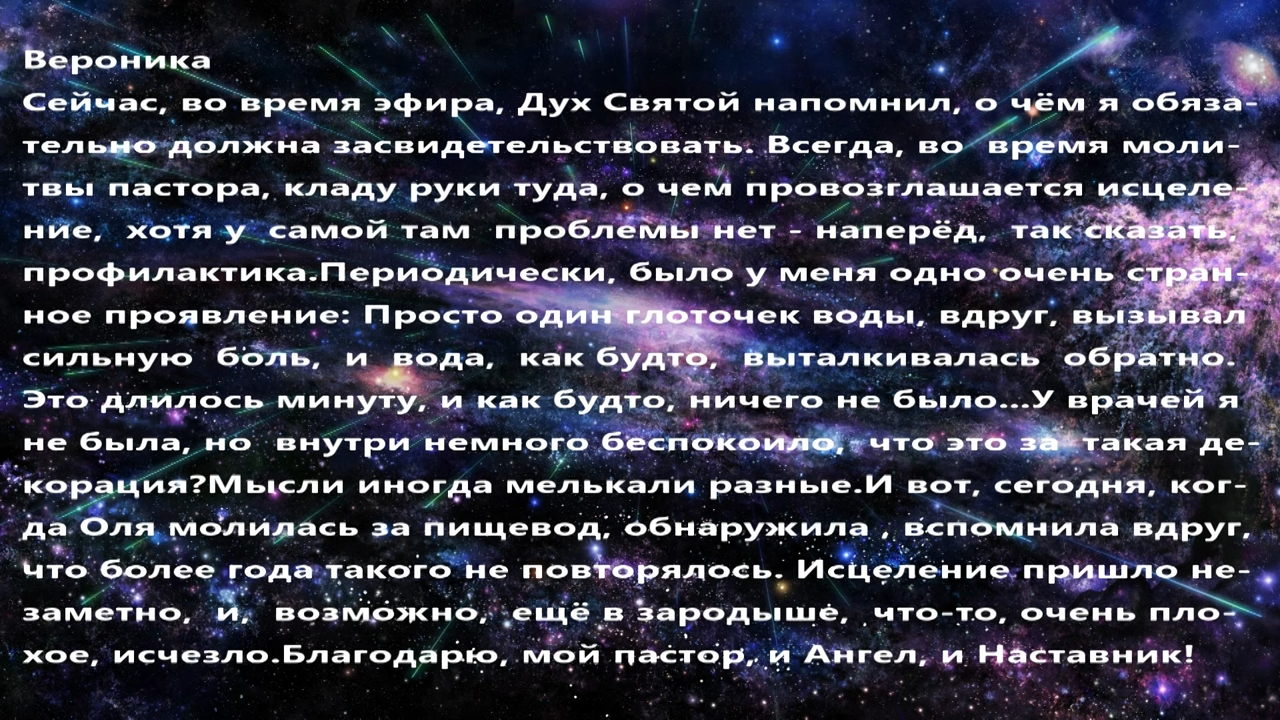 Вероника
Сейчас, во время эфира, Дух Святой напомнил, о чём я обяза-
тельно должна засвидетельствовать. Всегда, во время моли-
твы пастора, кладу руки туда, о чем провозглашается исцеле-
ние, хотя у самой там проблемы нет - наперёд, так сказать,
профилактика.Периодически, было у меня одно очень стран-
ное проявление: Просто один глоточек воды, вдруг, вызывал
сильную боль, и вода, как будто, выталкивалась обратно.
Это длилось минуту, и как будто, ничего не было...У врачей я
не была, но внутри немного беспокоило, что это за такая де-
корация?Мысли иногда мелькали разные.И вот, сегодня, ког-
да Оля молилась за пищевод, обнаружила , вспомнила вдруг,
что более года такого не повторялось. Исцеление пришло не-
заметно, и, возможно, ещё в зародыше, что-то, очень пло-
хое, исчезло.Благодарю, мой пастор, и Ангел, и Наставник!